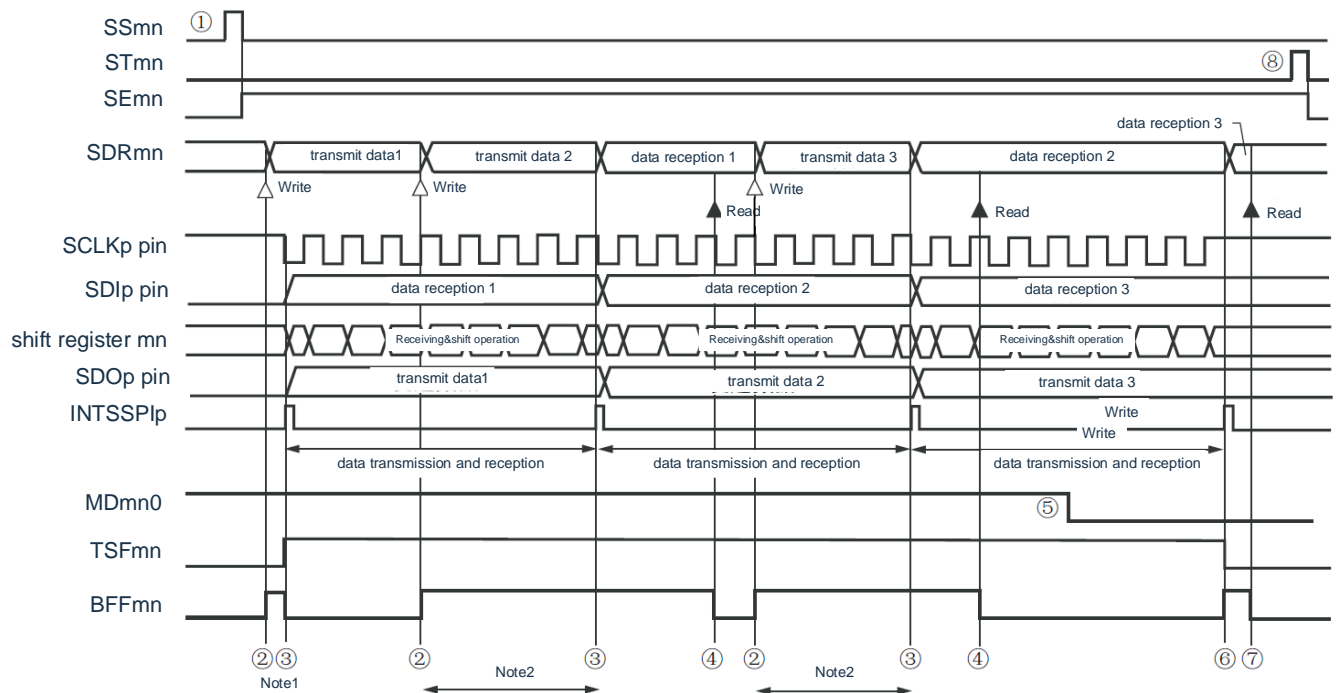 ① SSmn
STmn ⑧
SEmn
data reception 3
SDRmn transmit data1 transmit data 2 data reception 1 transmit data 3 data reception 2
Write Write Write
Read Read Read
SCLKp pin
SDIp pin data reception 1 data reception 2 data reception 3
shift register mn Receiving&shift operation Receiving&shift operation Receiving&shift operation
SDOp pin transmit data1 transmit data 2 transmit data 3
INTSSPIp Write
Write
data transmission and reception data transmission and reception data transmission and reception
MDmn0 ⑤
TSFmn
BFFmn
② ③ ② ③ ④ ② ③ ④ ⑥ ⑦
Note1 Note2 Note2